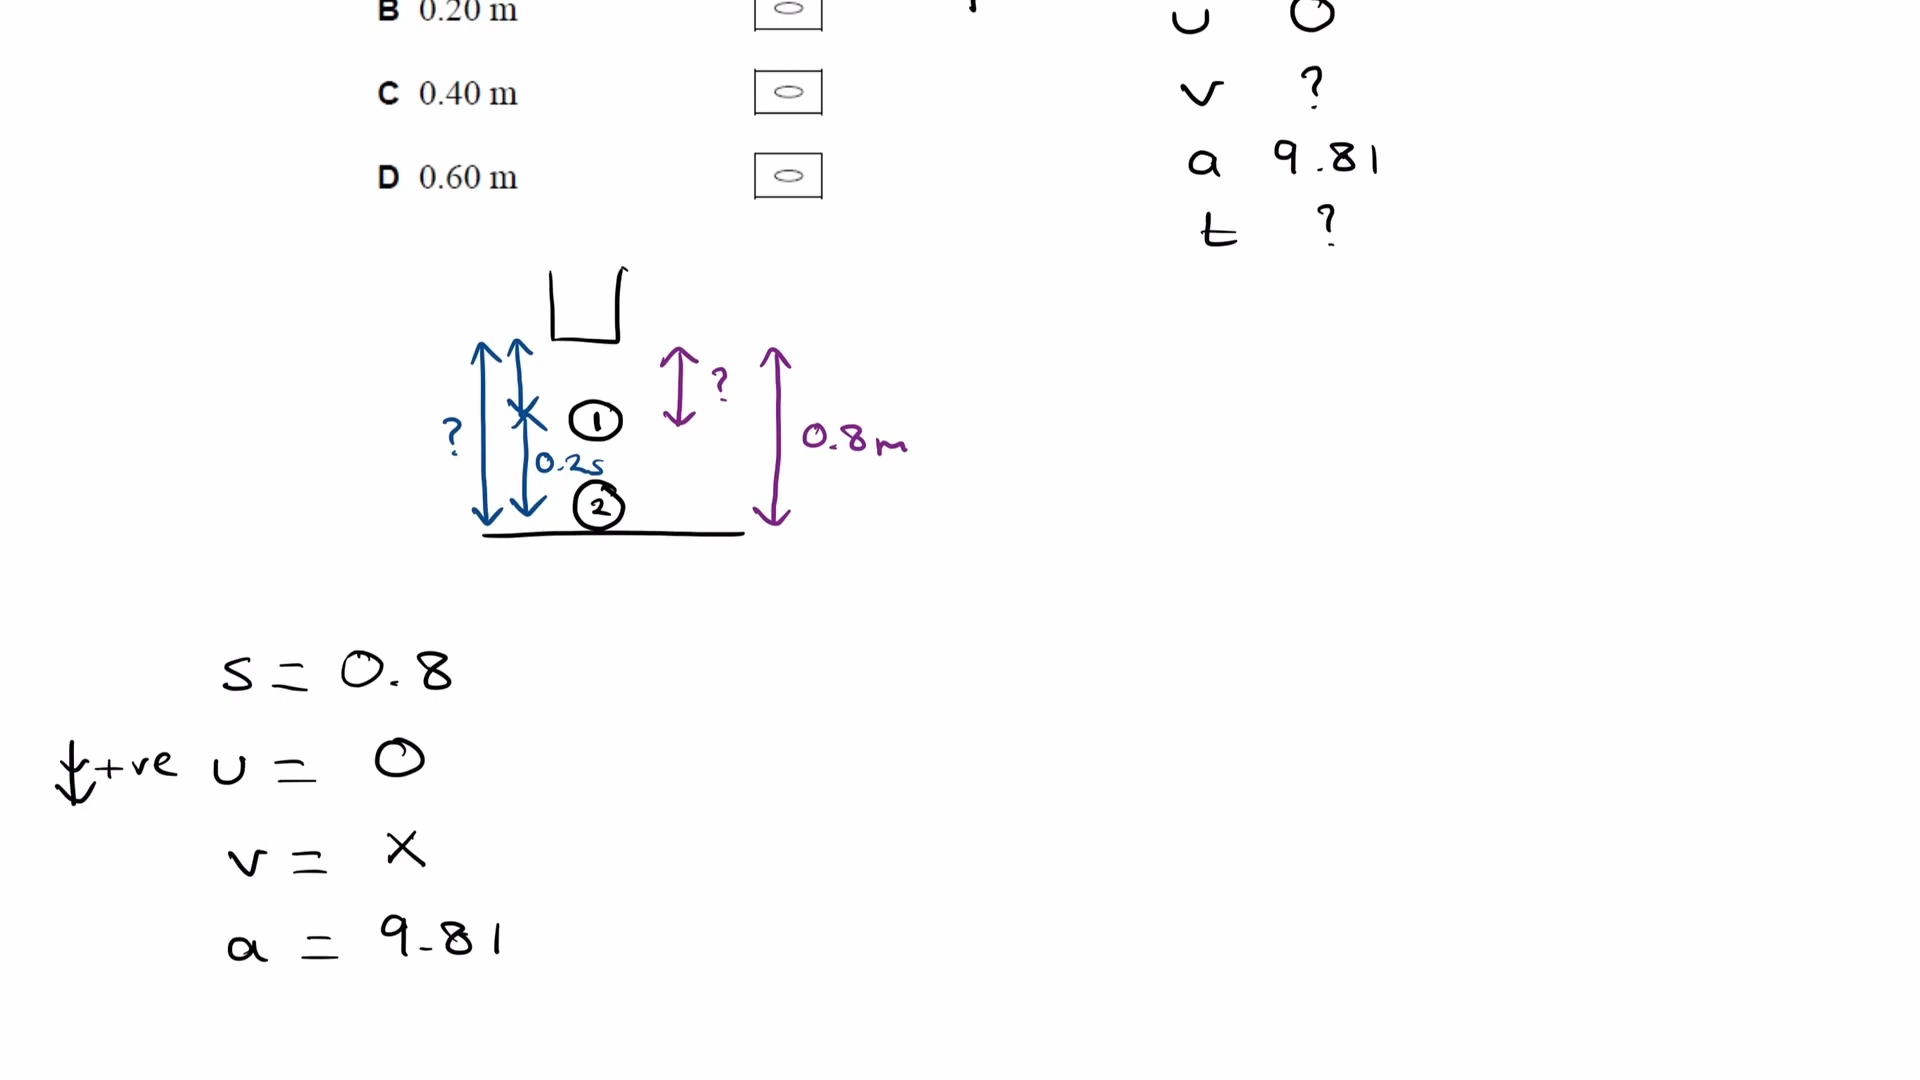 B 0.20 m
C 0.40 m
D 0.60 m
u 0
v ?
a 9.81
t ?
?
0.2s
1
2
?
0.8m
s = 0.8
↓+ve u = 0
v = x
a = 9.81